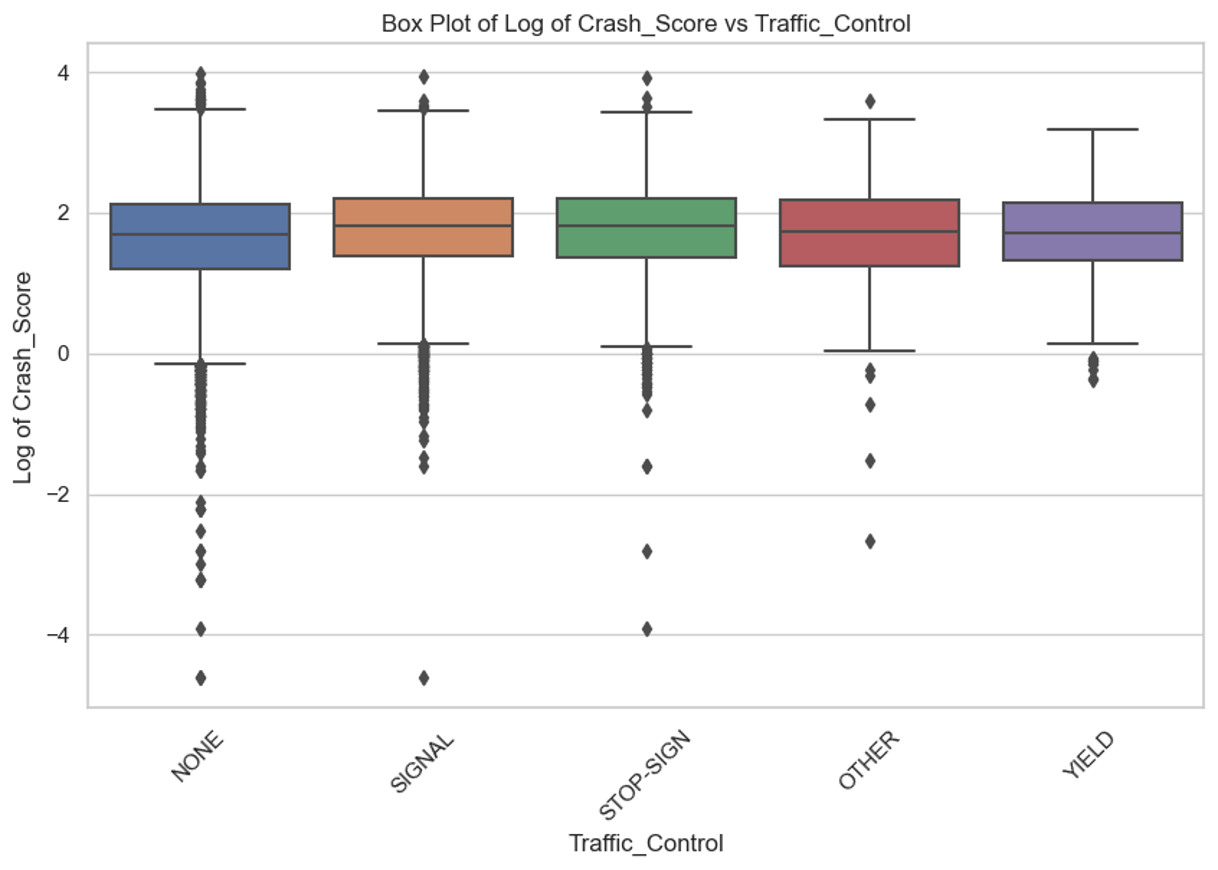 Box Plot of Log of Crash_Score vs Traffic_Control
Log of Crash_Score
4
2
0
−2
−4
NONE
SIGNAL
STOP-SIGN
OTHER
YIELD
Traffic_Control